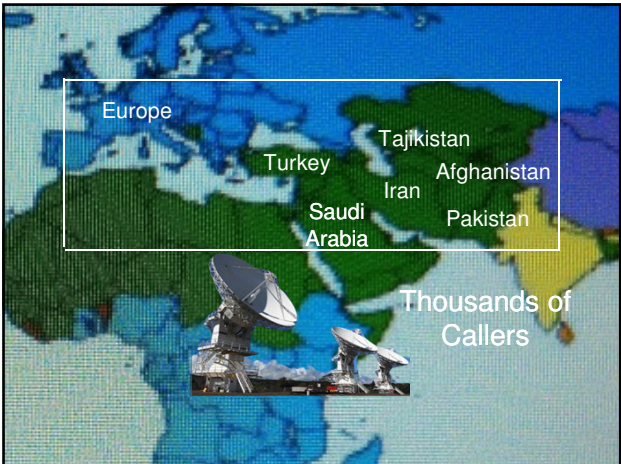 Europe
Tajikistan
Turkey
Afghanistan
Iran
Saudi
Arabia
Pakistan
Thousands of
Callers